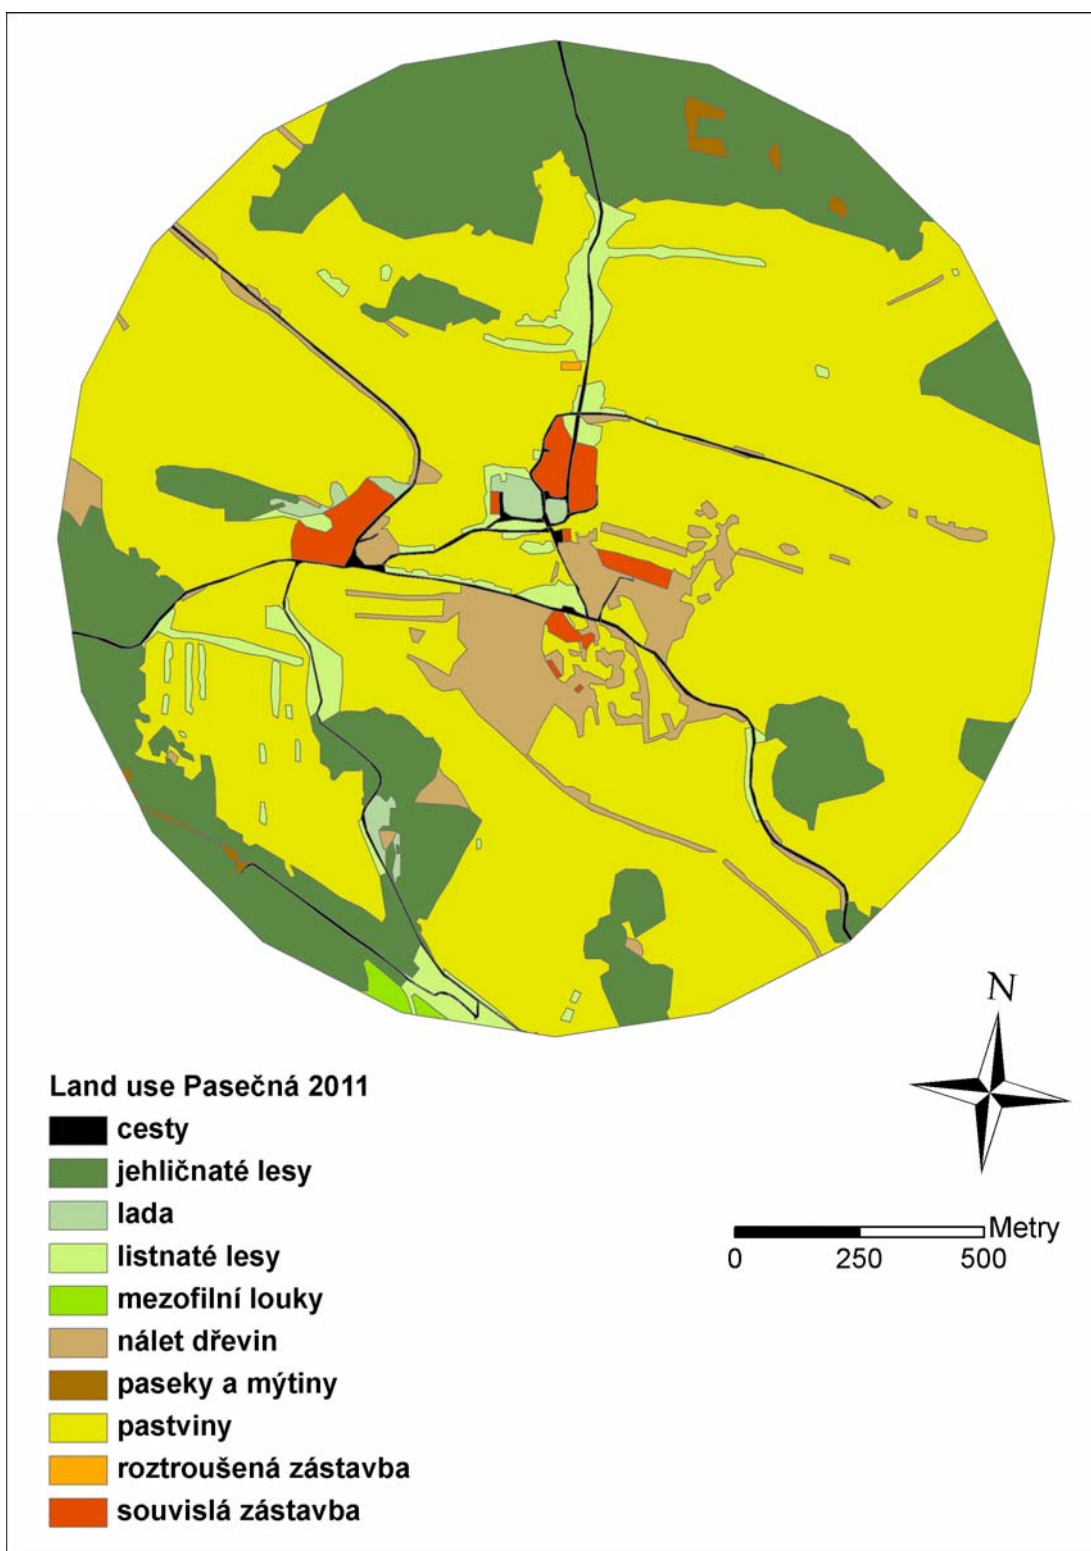 N
Land use Pasečná 2011
cesty
jehličnaté lesy
lada
listnaté lesy
mezofilní louky
nálet dřevin
paseky a mýtiny
pastviny
roztroušená zástavba
souvislá zástavba
Metry
0 250 500